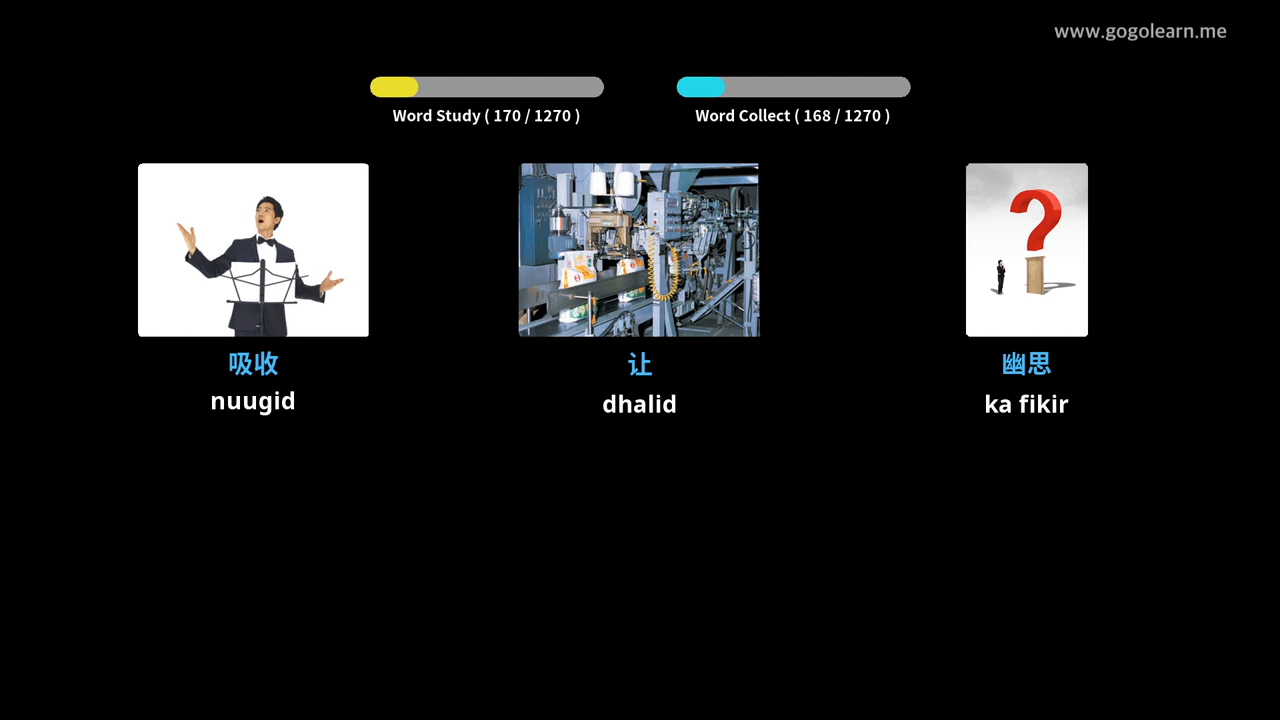 www.gogolearn.me
Word Study ( 170 / 1270 )
Word Collect ( 168 / 1270 )
吸收
nuugid
让
dhalid
幽思
ka fikir